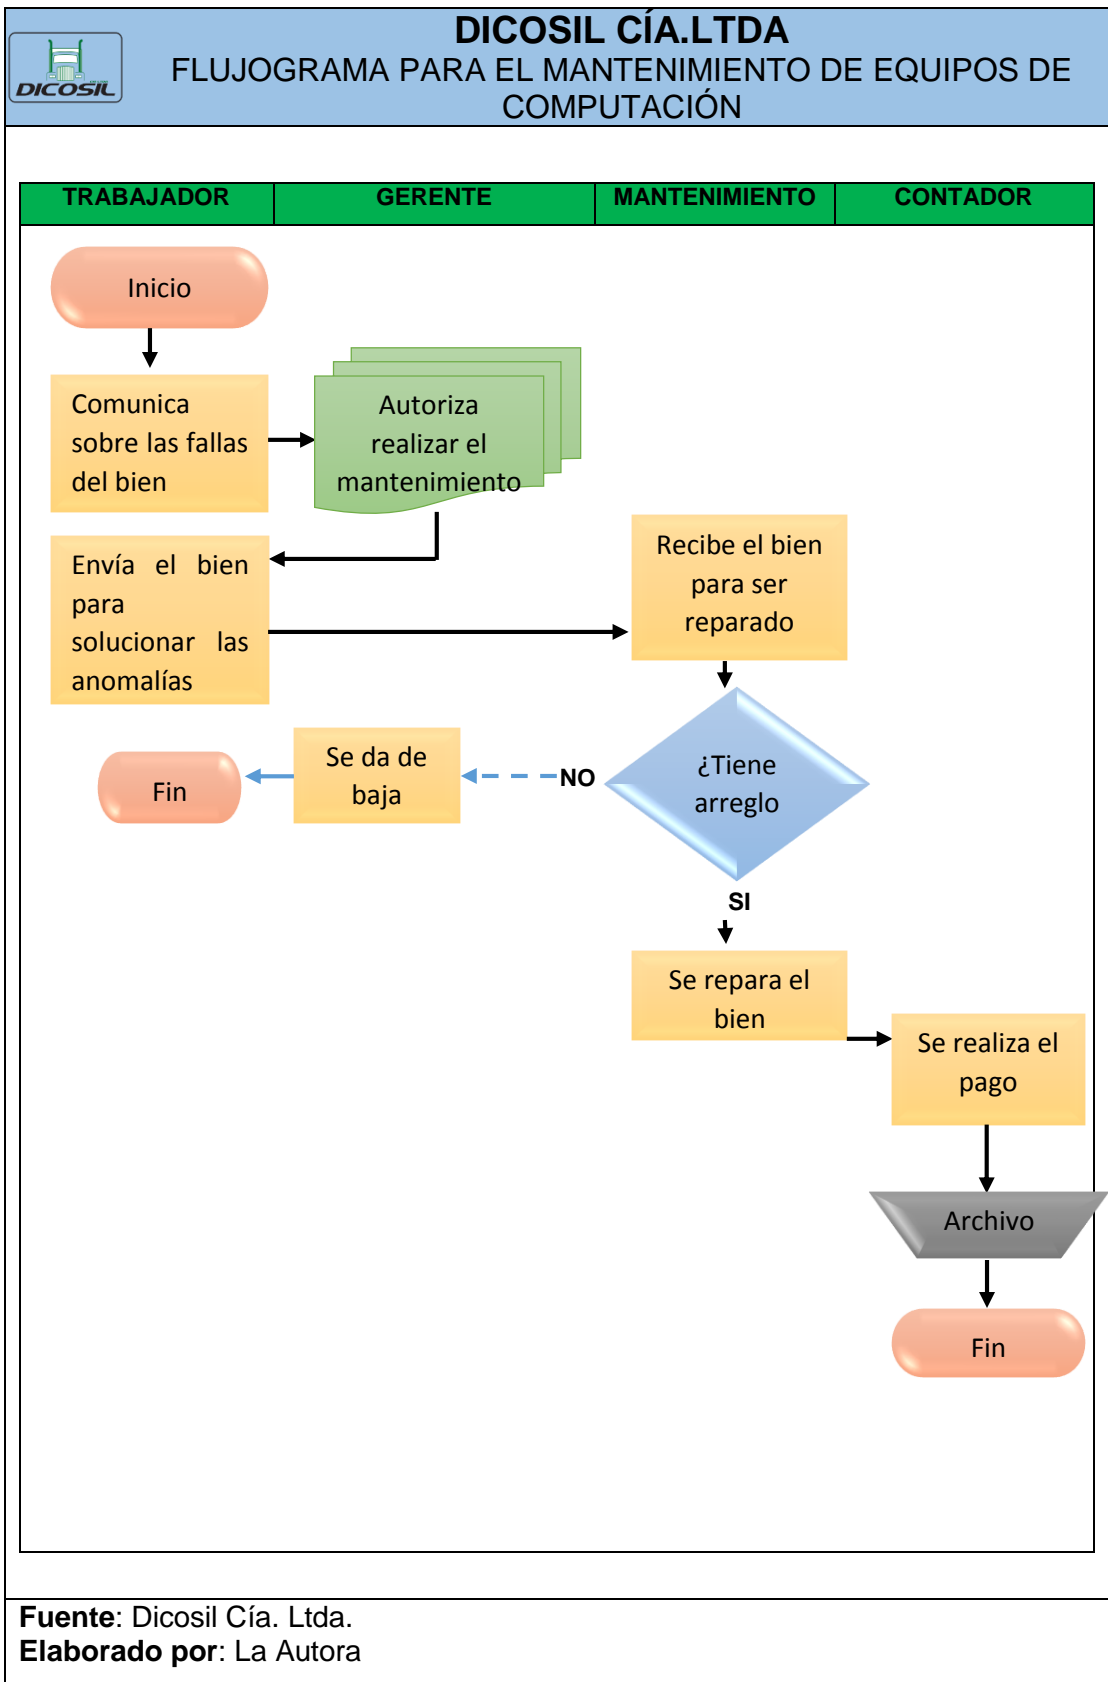 DICOSIL CÍA.LTDA
FLUJOGRAMA PARA EL MANTENIMIENTO DE EQUIPOS DE
COMPUTACIÓN
DICOSIL
TRABAJADOR
GERENTE
MANTENIMIENTO
CONTADOR
Inicio
Comunica
sobre las fallas
del bien
Autoriza
realizar el
mantenimiento
Envía el bien
para
solucionar las
anomalías
Recibe el bien
para ser
reparado
¿Tiene
arreglo
NO
Se da de
baja
Fin
SI
Se repara el
bien
Se realiza el
pago
Archivo
Fin
Fuente: Dicosil Cía. Ltda.
Elaborado por: La Autora